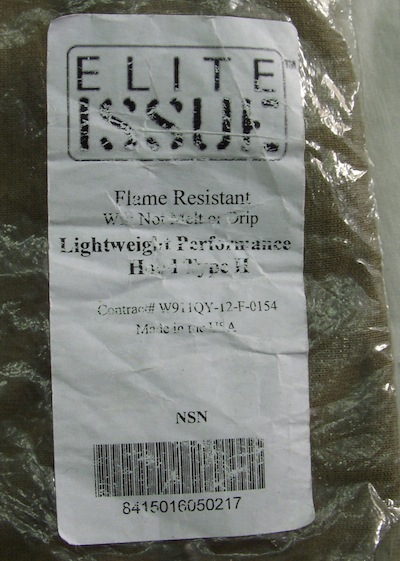 ELITE™
ISSUE
Flame Resistant
Will Not Melt or Drip
Lightweight Performance
Hood Type II
Contract# W911QY-12-F-0154
Made in the USA
NSN
8415016050217